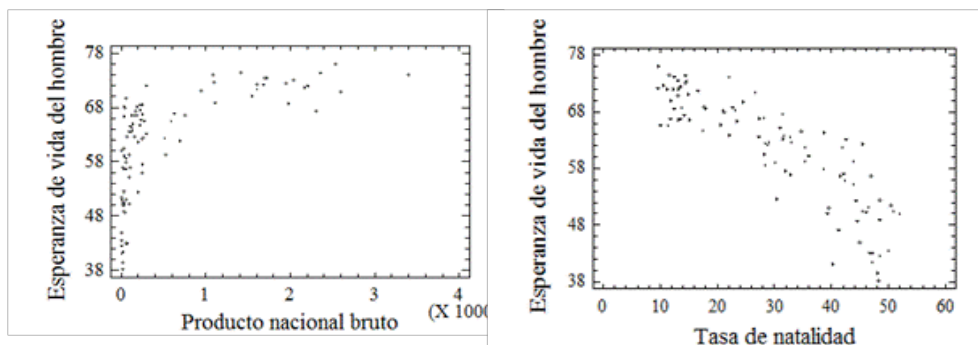 Esperanza de vida del hombre
78
68
58
48
38
0 1 2 3 4
(X 1000
Producto nacional bruto
Esperanza de vida del hombre
78
68
58
48
38
0 10 20 30 40 50 60
Tasa de natalidad